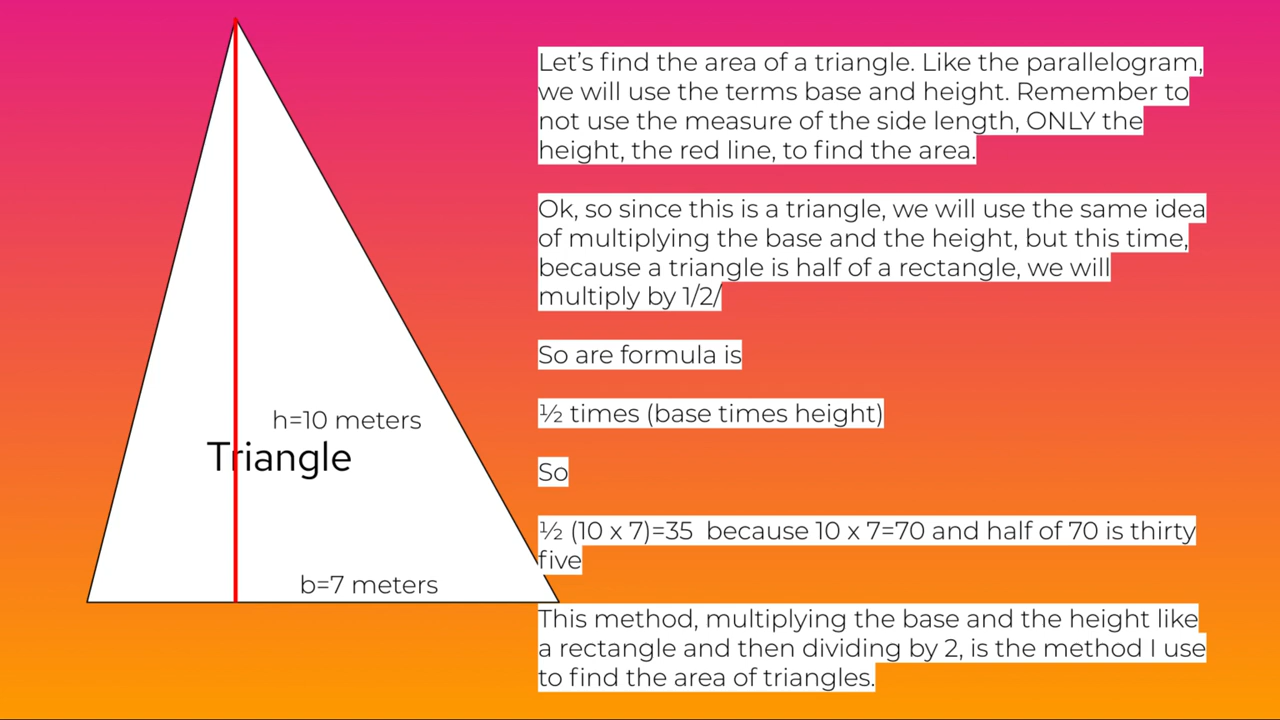 Let’s find the area of a triangle. Like the parallelogram,
we will use the terms base and height. Remember to
not use the measure of the side length, ONLY the
height, the red line, to find the area.
Ok, so since this is a triangle, we will use the same idea
of multiplying the base and the height, but this time,
because a triangle is half of a rectangle, we will
multiply by 1/2/
So are formula is
½ times (base times height)
So
½ (10 x 7)=35  because 10 x 7=70 and half of 70 is thirty
five
This method, multiplying the base and the height like
a rectangle and then dividing by 2, is the method I use
to find the area of triangles.
h=10 meters
Triangle
b=7 meters